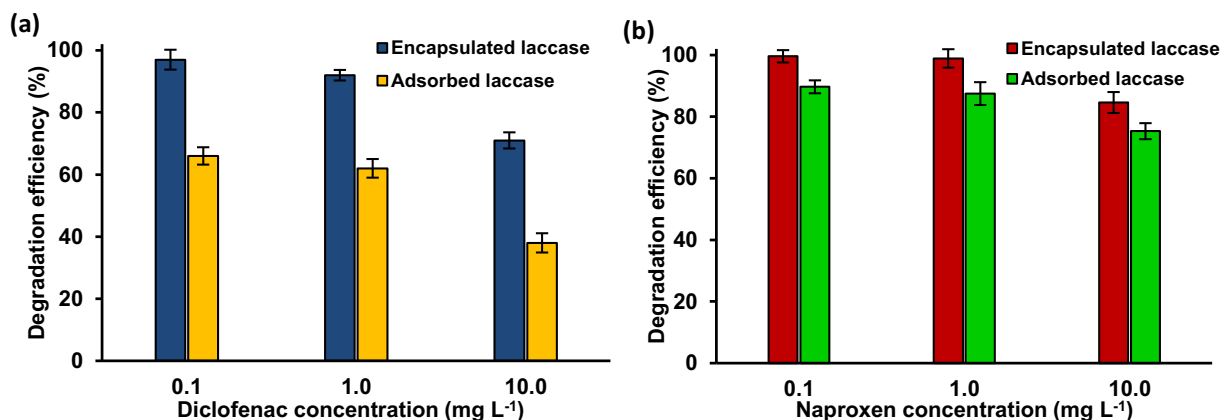 (a)
Degradation efficiency (%)
100
80
60
40
20
0
Encapsulated laccase
Adsorbed laccase
0.1 1.0 10.0
Diclofenac concentration (mg L⁻¹)
(b)
Degradation efficiency (%)
100
80
60
40
20
0
Encapsulated laccase
Adsorbed laccase
0.1 1.0 10.0
Naproxen concentration (mg L⁻¹)